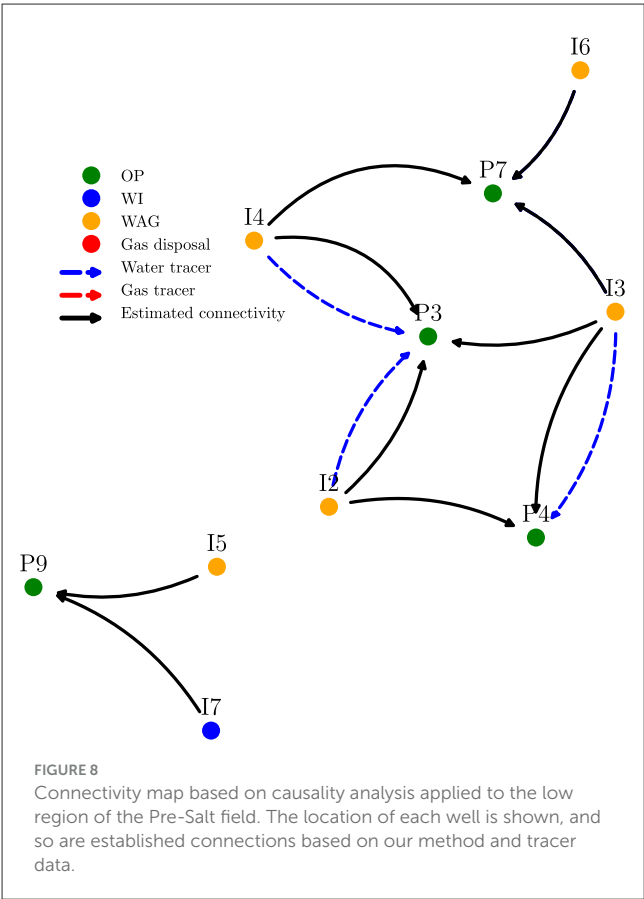 I6
P7
OP
WI
WAG
Gas disposal
Water tracer
Gas tracer
Estimated connectivity
I4
I3
P3
I2
P4
I5
P9
I7
FIGURE 8
Connectivity map based on causality analysis applied to the low
region of the Pre-Salt field. The location of each well is shown, and
so are established connections based on our method and tracer
data.